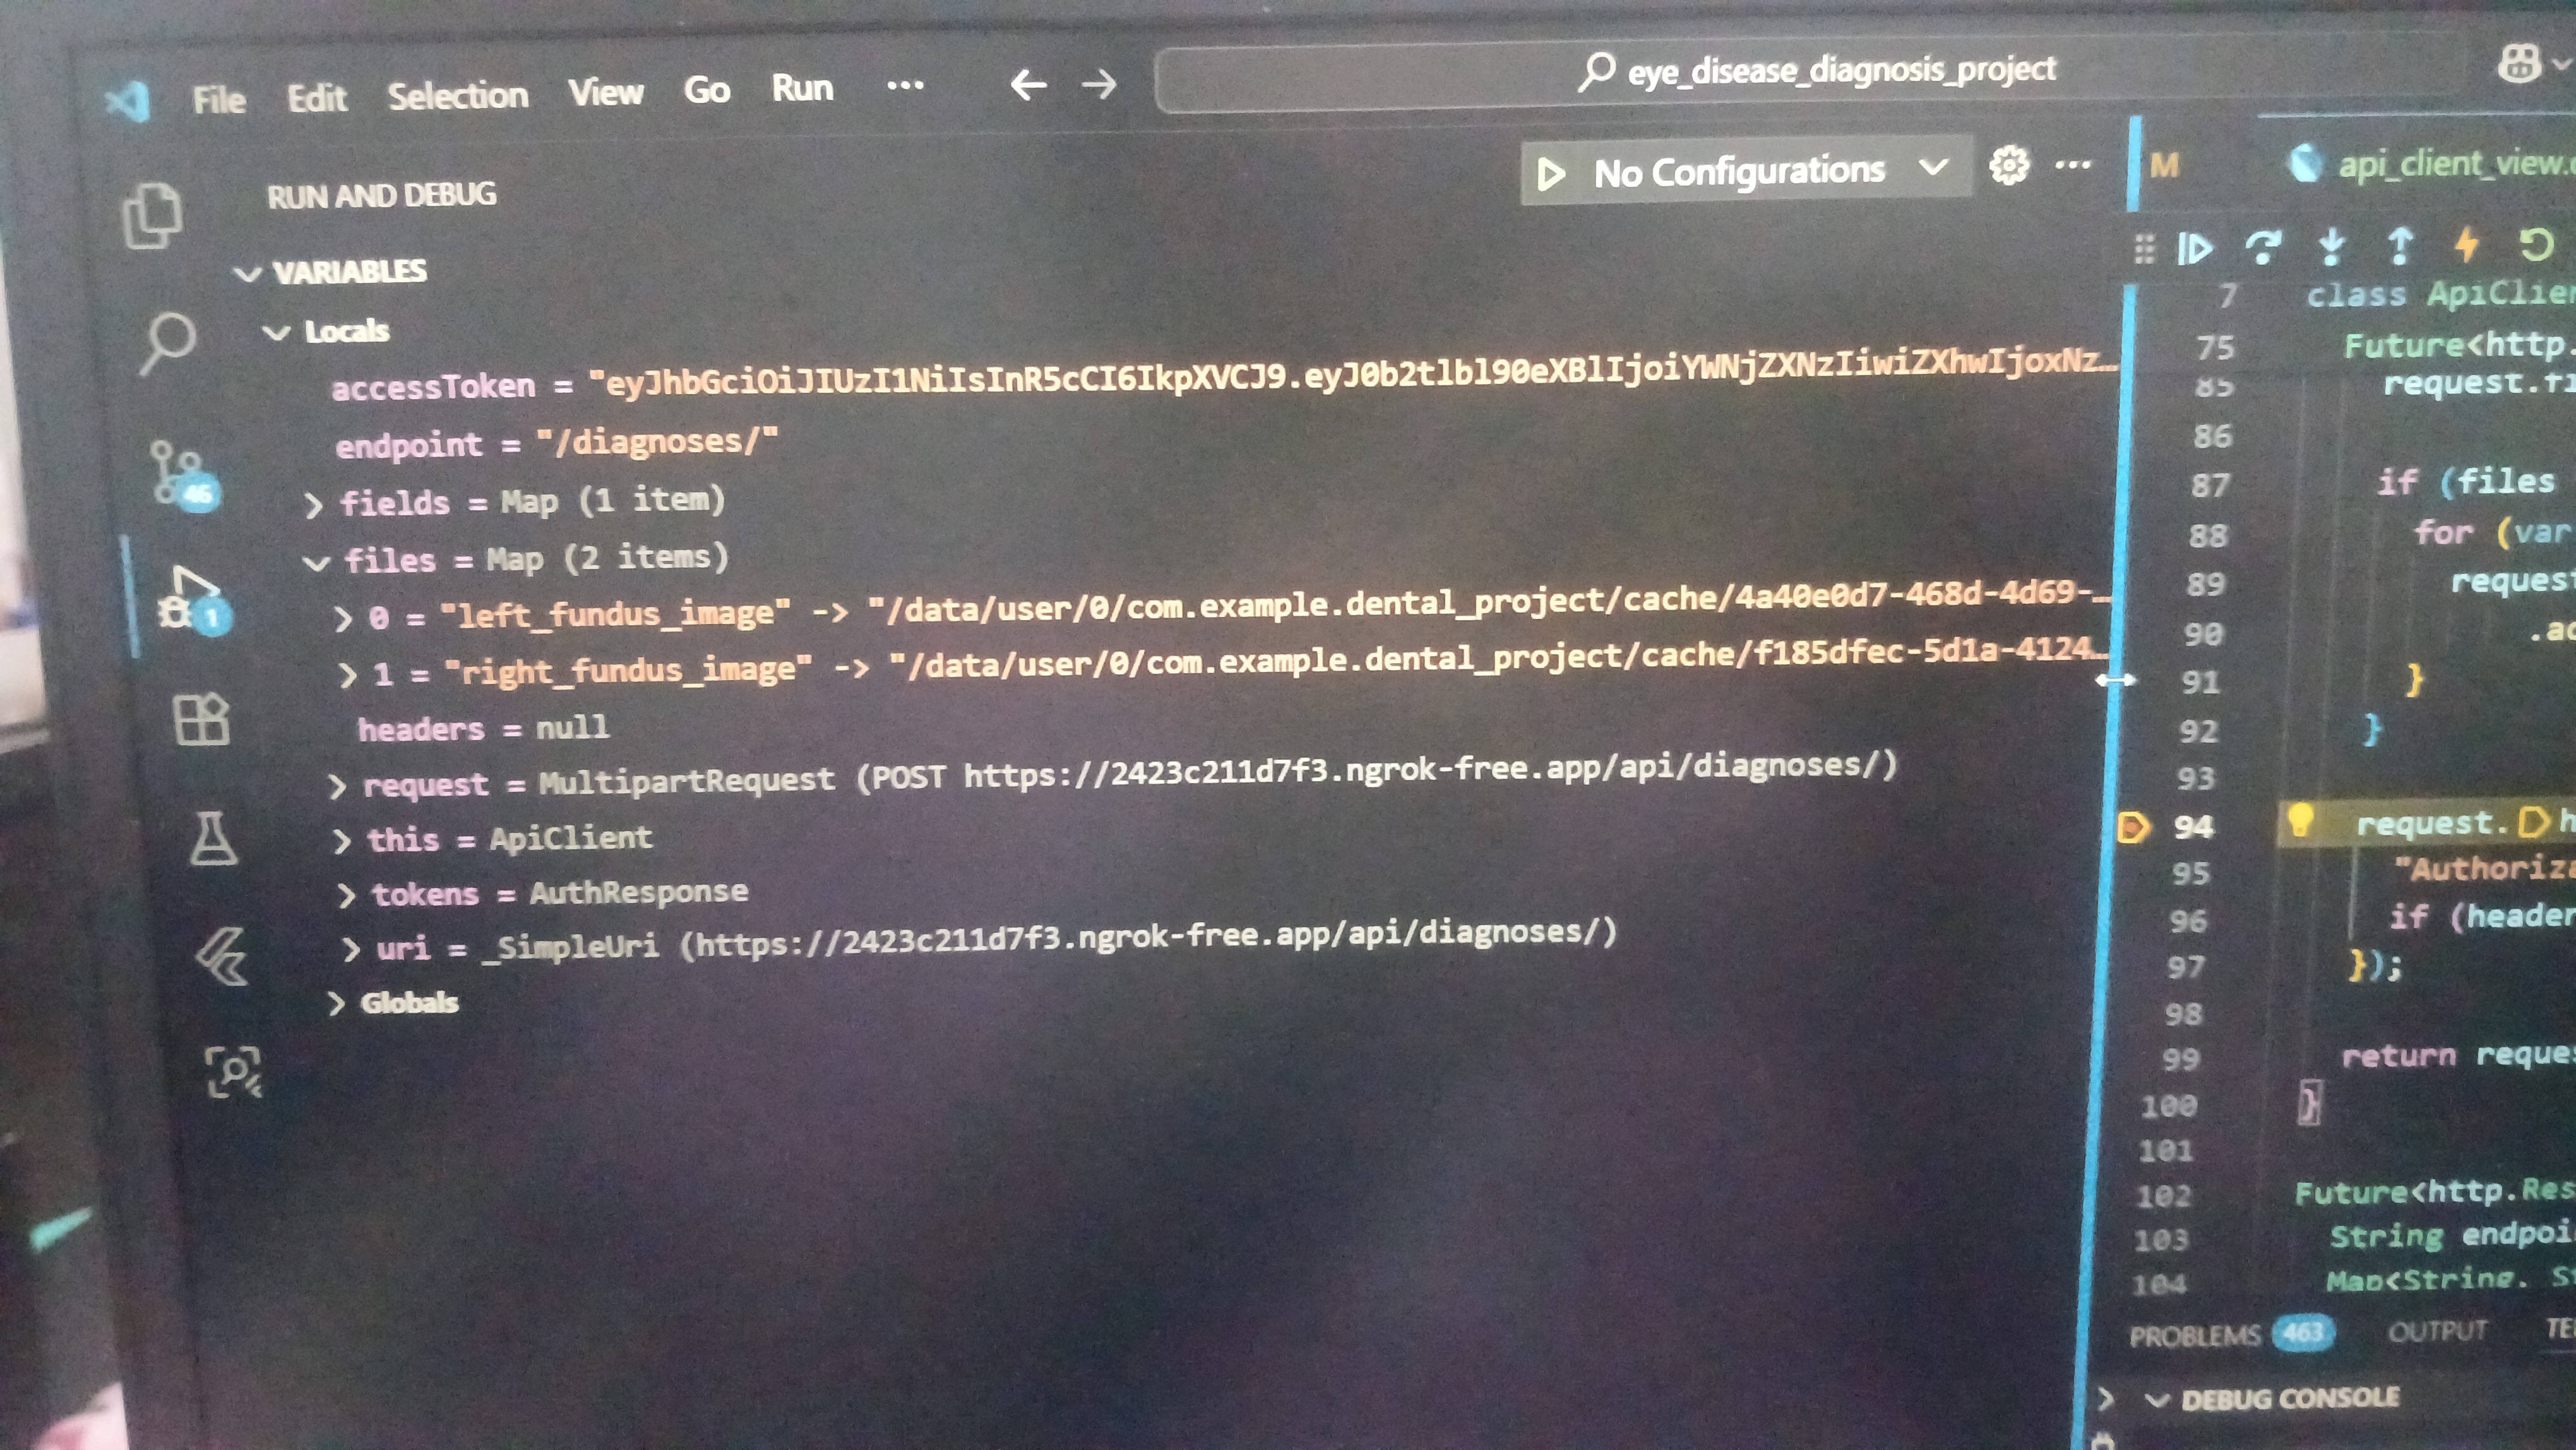 File Edit Selection View Go Run ... eye_disease_diagnosis_project
RUN AND DEBUG No Configurations ...
VARIABLES
Locals
accessToken = "eyJhbGciOiJIUzI1NiIsInR5cCI6IkpXVCJ9.eyJ0b2tlbl90eXBlIjoiYWNjZXNzIiwiZXhwIjoxNz…
endpoint = "/diagnoses/"
fields = Map (1 item)
files = Map (2 items)
0 = "left_fundus_image" -> "/data/user/0/com.example.dental_project/cache/4a40e0d7-468d-4d69-…
1 = "right_fundus_image" -> "/data/user/0/com.example.dental_project/cache/f185dfec-5d1a-4124…
headers = null
request = MultipartRequest (POST https://2423c211d7f3.ngrok-free.app/api/diagnoses/)
this = ApiClient
tokens = AuthResponse
uri = _SimpleUri (https://2423c211d7f3.ngrok-free.app/api/diagnoses/)
Globals
46
1
M api_client_view.
7 class ApiClie
75 Future<http.
85 request.fi
86
87 if (files
88 for (var
89 request
90 .ad
91 }
92 }
93
94 request. h
95 "Authoriza
96 if (header
97 });
98
99 return reque
100 }
101
102 Future<http.Res
103 String endpoi
104 Map<String, St
PROBLEMS 463 OUTPUT TE
DEBUG CONSOLE